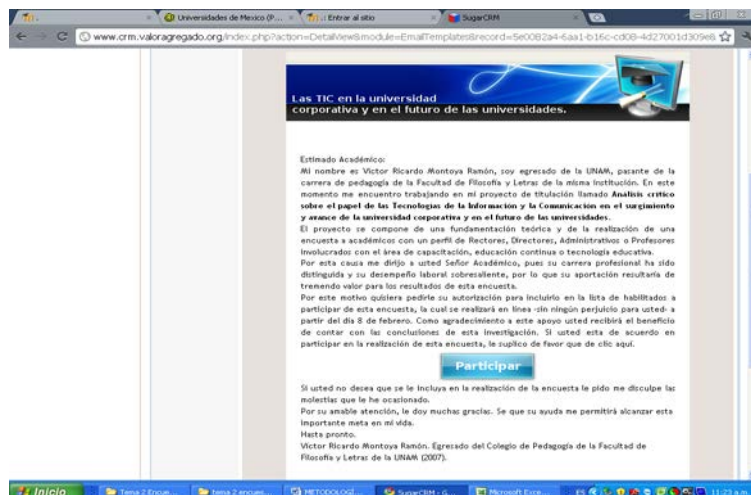 Universidades de Mexico (P...
.: Entrar al sitio
SugarCRM
www.crm.valoragregado.org/index.php?action=DetailView&module=EmailTemplates&record=5e0082a4-6aa1-b16c-cd08-4d27001d309e8
Las TIC en la universidad
corporativa y en el futuro de las universidades.
Estimado Académico:
Mi nombre es Victor Ricardo Montoya Ramón, soy egresado de la UNAM, pasante de la
carrera de pedagogía de la Facultad de Filosofía y Letras de la misma institución. En este
momento me encuentro trabajando en mi proyecto de titulación llamado Análisis crítico
sobre el papel de las Tecnologías de la Información y la Comunicación en el surgimiento
y avance de la universidad corporativa y en el futuro de las universidades.
El proyecto se compone de una fundamentación teórica y de la realización de una
encuesta a académicos con un perfil de Rectores, Directores, Administrativos o Profesores
involucrados con el área de capacitación, educación continua o tecnología educativa.
Por esta causa me dirijo a usted Señor Académico, pues su carrera profesional ha sido
distinguida y su desempeño laboral sobresaliente, por lo que su aportación resultaría de
tremendo valor para los resultados de esta encuesta.
Por este motivo quisiera pedirle su autorización para incluirlo en la lista de habilitados a
participar de esta encuesta, la cual se realizará en línea -sin ningún perjuicio para usted- a
partir del día 8 de febrero. Como agradecimiento a este apoyo usted recibirá el beneficio
de contar con las conclusiones de esta investigación. Si usted esta de acuerdo en
participar en la realización de esta encuesta, le suplico de favor que de clic aquí.
Participar
Si usted no desea que se le incluya en la realización de la encuesta le pido me disculpe las
molestias que le he ocasionado.
Por su amable atención, le doy muchas gracias. Se que su ayuda me permitirá alcanzar esta
importante meta en mi vida.
Hasta pronto.
Víctor Ricardo Montoya Ramón. Egresado del Colegio de Pedagogía de la Facultad de
Filosofía y Letras de la UNAM (2007).
Inicio
Tema 2 Encue...
tema 2 encues...
METODOLOGÍ...
SugarCRM - G...
Microsoft Exce...
ES